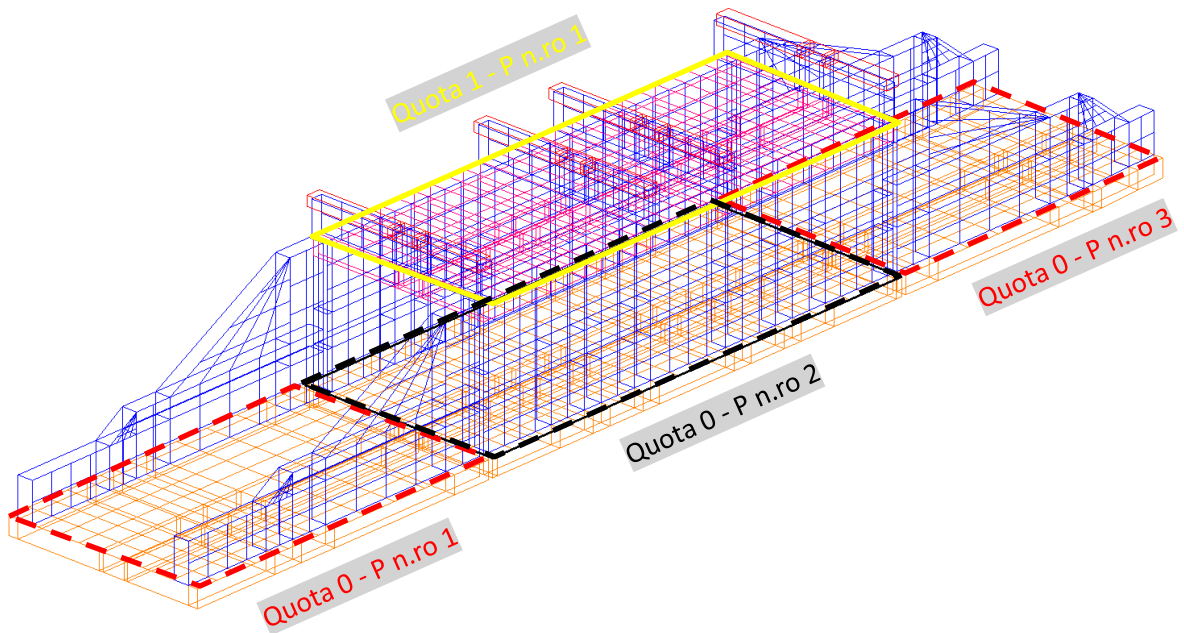 Quota 1 - P n.ro 1
Quota 0 - P n.ro 3
Quota 0 - P n.ro 2
Quota 0 - P n.ro 1